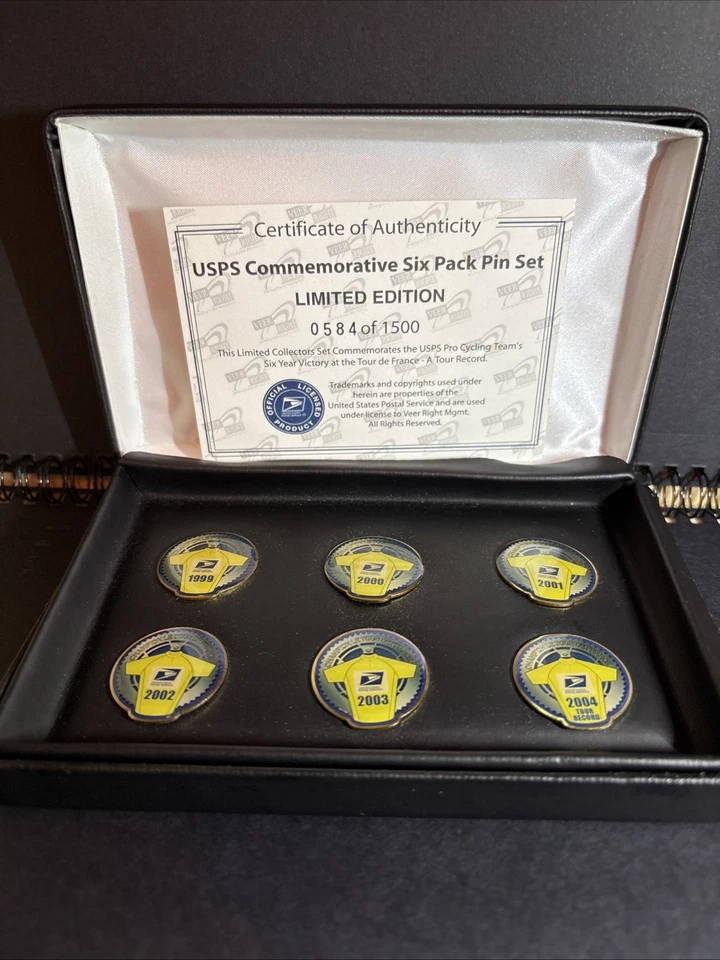 Certificate of Authenticity
USPS Commemorative Six Pack Pin Set
LIMITED EDITION
0584 of 1500
This Limited Collectors Set Commemorates the USPS Pro Cycling Team's
Six Year Victory at the Tour de France - A Tour Record.
OFFICIAL LICENSED
PRODUCT
Trademarks and copyrights used under
herein are properties of the
United States Postal Service and are used
under license to Veer Right Mgmt.
All Rights Reserved.
1999
2000
2001
2002
2003
2004
TOUR
RECORD